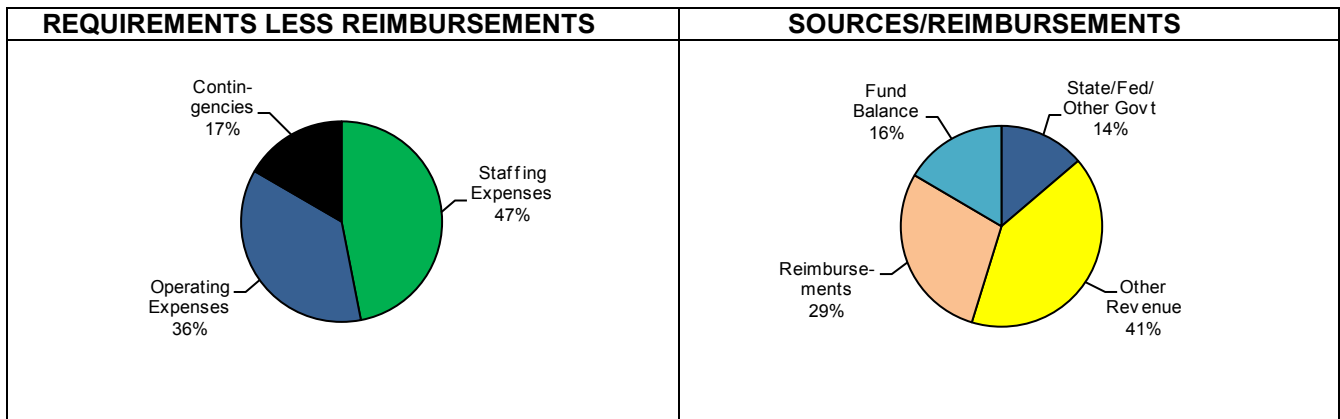 REQUIREMENTS LESS REIMBURSEMENTS
Contin-
gencies
17%
Staffing
Expenses
47%
Operating
Expenses
36%
SOURCES/REIMBURSEMENTS
Fund
Balance
16%
State/Fed/
Other Govt
14%
Reimburse-
ments
29%
Other
Revenue
41%